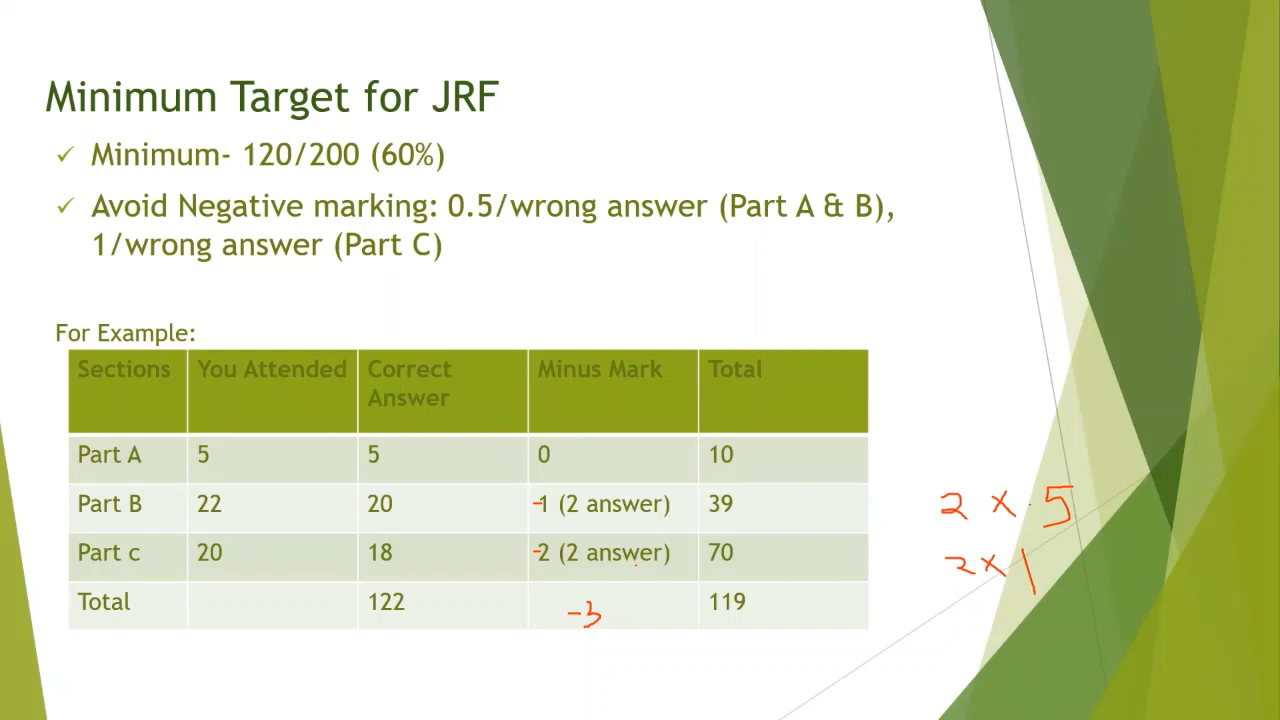 Minimum Target for JRF
✓ Minimum- 120/200 (60%)
✓ Avoid Negative marking: 0.5/wrong answer (Part A & B),
1/wrong answer (Part C)
For Example:
Sections You Attended Correct Answer Minus Mark Total
Part A 5 5 0 10
Part B 22 20 -1 (2 answer) 39
Part c 20 18 -2 (2 answer) 70
Total 122 -3 119
2 × .5
2 × 1